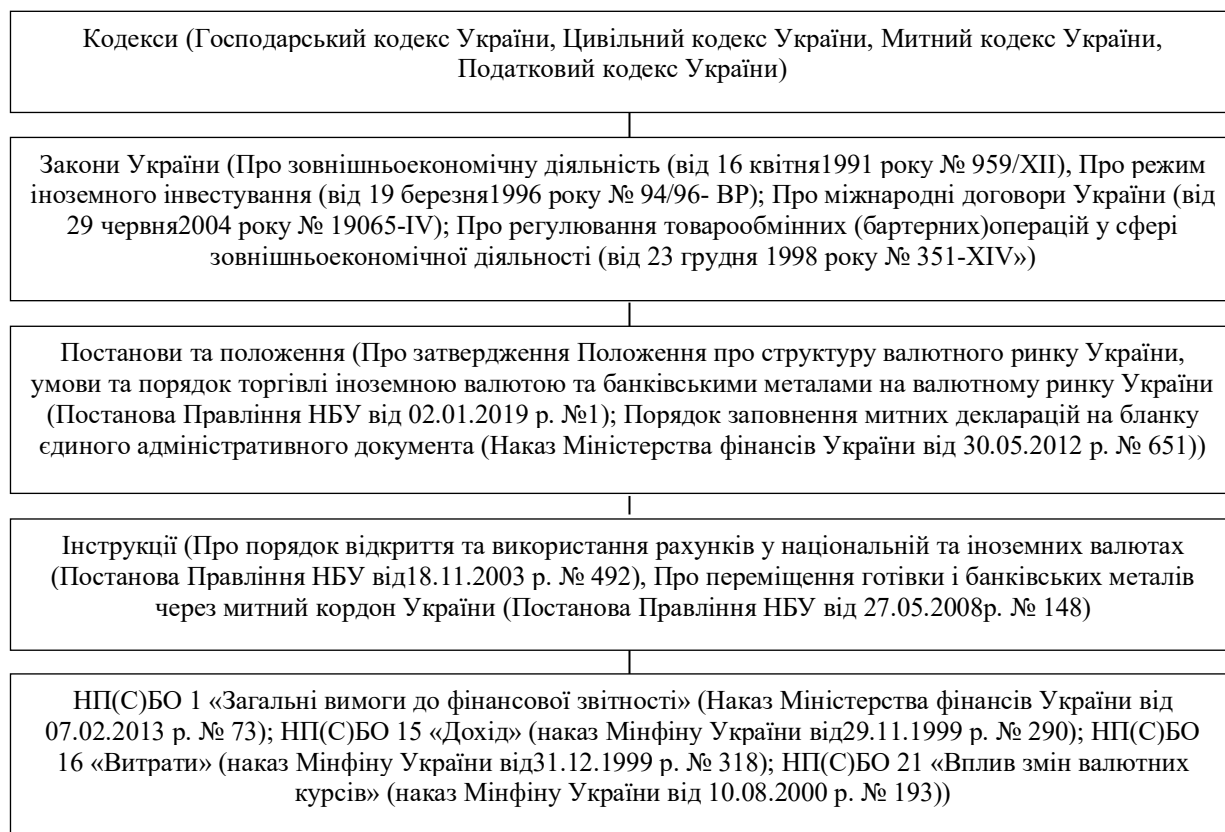 Кодекси (Господарський кодекс України, Цивільний кодекс України, Митний кодекс України,
Податковий кодекс України)
Закони України (Про зовнішньоекономічну діяльність (від 16 квітня1991 року № 959/XII), Про режим
іноземного інвестування (від 19 березня1996 року № 94/96- ВР); Про міжнародні договори України (від
29 червня2004 року № 19065-IV); Про регулювання товарообмінних (бартерних)операцій у сфері
зовнішньоекономічної діяльності (від 23 грудня 1998 року № 351-XIV»)
Постанови та положення (Про затвердження Положення про структуру валютного ринку України,
умови та порядок торгівлі іноземною валютою та банківськими металами на валютному ринку України
(Постанова Правління НБУ від 02.01.2019 р. №1); Порядок заповнення митних декларацій на бланку
єдиного адміністративного документа (Наказ Міністерства фінансів України від 30.05.2012 р. № 651))
Інструкції (Про порядок відкриття та використання рахунків у національній та іноземних валютах
(Постанова Правління НБУ від18.11.2003 р. № 492), Про переміщення готівки і банківських металів
через митний кордон України (Постанова Правління НБУ від 27.05.2008р. № 148)
НП(С)БО 1 «Загальні вимоги до фінансової звітності» (Наказ Міністерства фінансів України від
07.02.2013 р. № 73); НП(С)БО 15 «Дохід» (наказ Мінфіну України від29.11.1999 р. № 290); НП(С)БО
16 «Витрати» (наказ Мінфіну України від31.12.1999 р. № 318); НП(С)БО 21 «Вплив змін валютних
курсів» (наказ Мінфіну України від 10.08.2000 р. № 193))